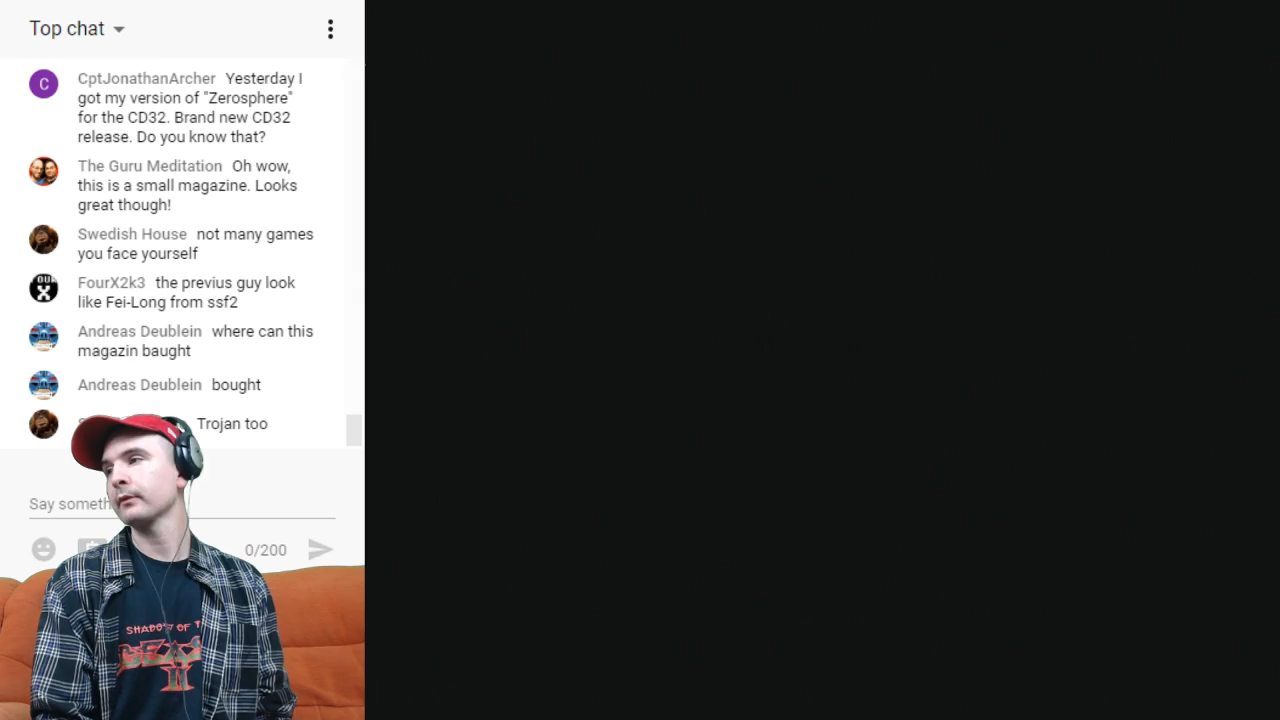 Top chat
C
CptJonathanArcher Yesterday I
got my version of "Zerosphere"
for the CD32. Brand new CD32
release. Do you know that?
The Guru Meditation Oh wow,
this is a small magazine. Looks
great though!
Swedish House not many games
you face yourself
FourX2k3 the previus guy look
like Fei-Long from ssf2
Andreas Deublein where can this
magazin baught
Andreas Deublein bought
Trojan too
Say someth
0/200
SHADOW OF T
BEAS
II